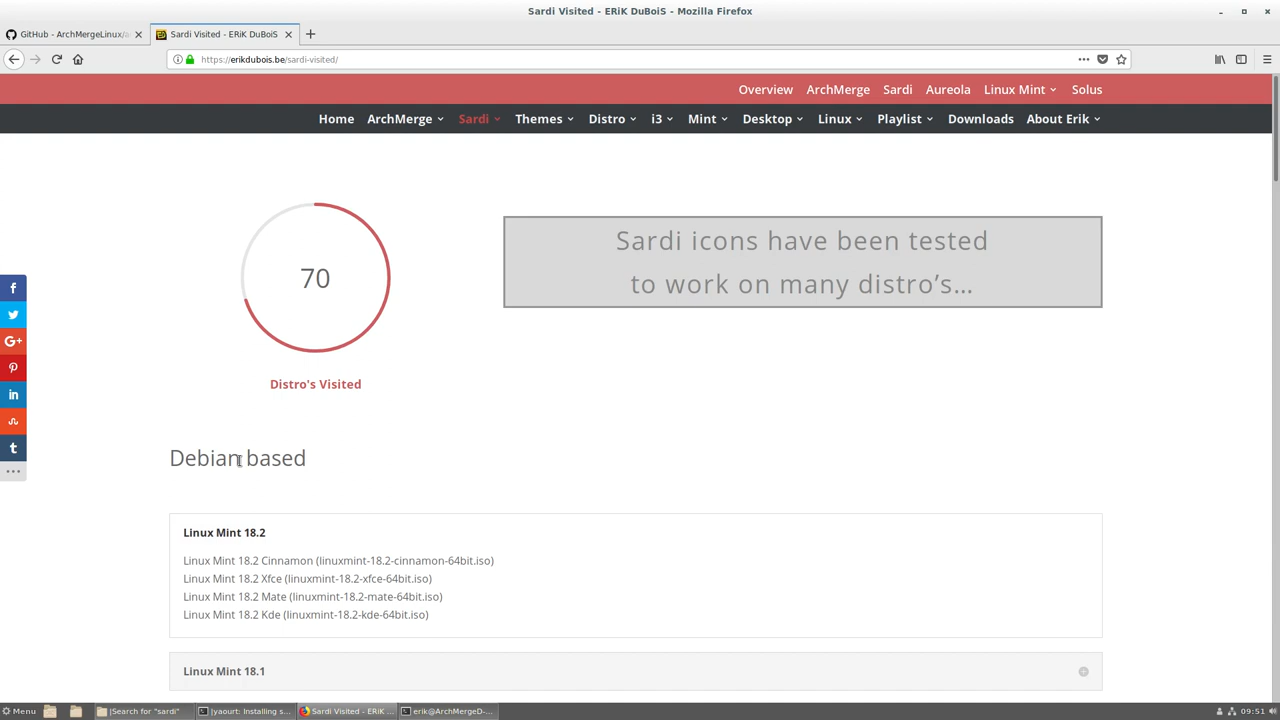 Sardi Visited - ERiK DuBoiS - Mozilla Firefox
GitHub - ArchMergeLinux/a
Sardi Visited - ERiK DuBoiS
https://erikdubois.be/sardi-visited/
Overview ArchMerge Sardi Aureola Linux Mint Solus
Home ArchMerge Sardi Themes Distro i3 Mint Desktop Linux Playlist Downloads About Erik
70
Distro's Visited
Sardi icons have been tested
to work on many distro’s…
f
G+
in
t
Debian based
Linux Mint 18.2
Linux Mint 18.2 Cinnamon (linuxmint-18.2-cinnamon-64bit.iso)
Linux Mint 18.2 Xfce (linuxmint-18.2-xfce-64bit.iso)
Linux Mint 18.2 Mate (linuxmint-18.2-mate-64bit.iso)
Linux Mint 18.2 Kde (linuxmint-18.2-kde-64bit.iso)
Linux Mint 18.1
Menu |Search for "sardi" |yaourt: Installing s... Sardi Visited - ERiK ... erik@ArchMergeD-... 09:51